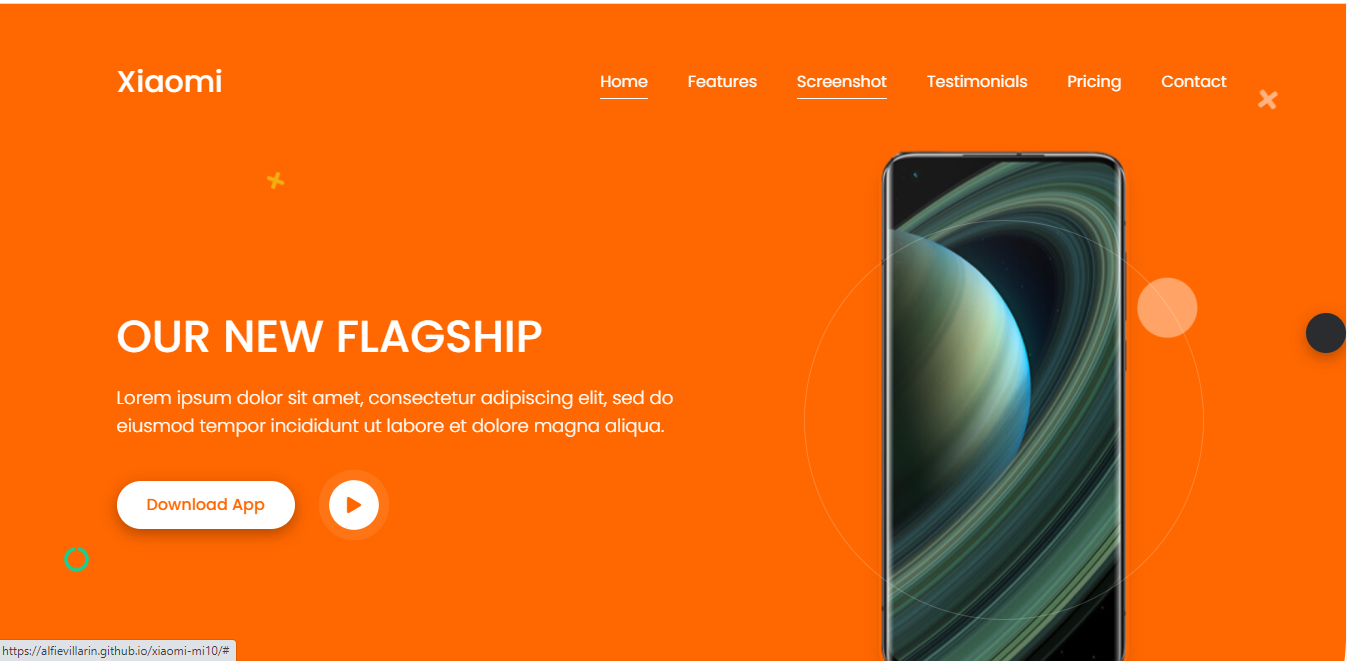 Xiaomi
Home Features Screenshot Testimonials Pricing Contact
OUR NEW FLAGSHIP
Lorem ipsum dolor sit amet, consectetur adipiscing elit, sed do
eiusmod tempor incididunt ut labore et dolore magna aliqua.
Download App
https://alfievillarin.github.io/xiaomi-mi10/#